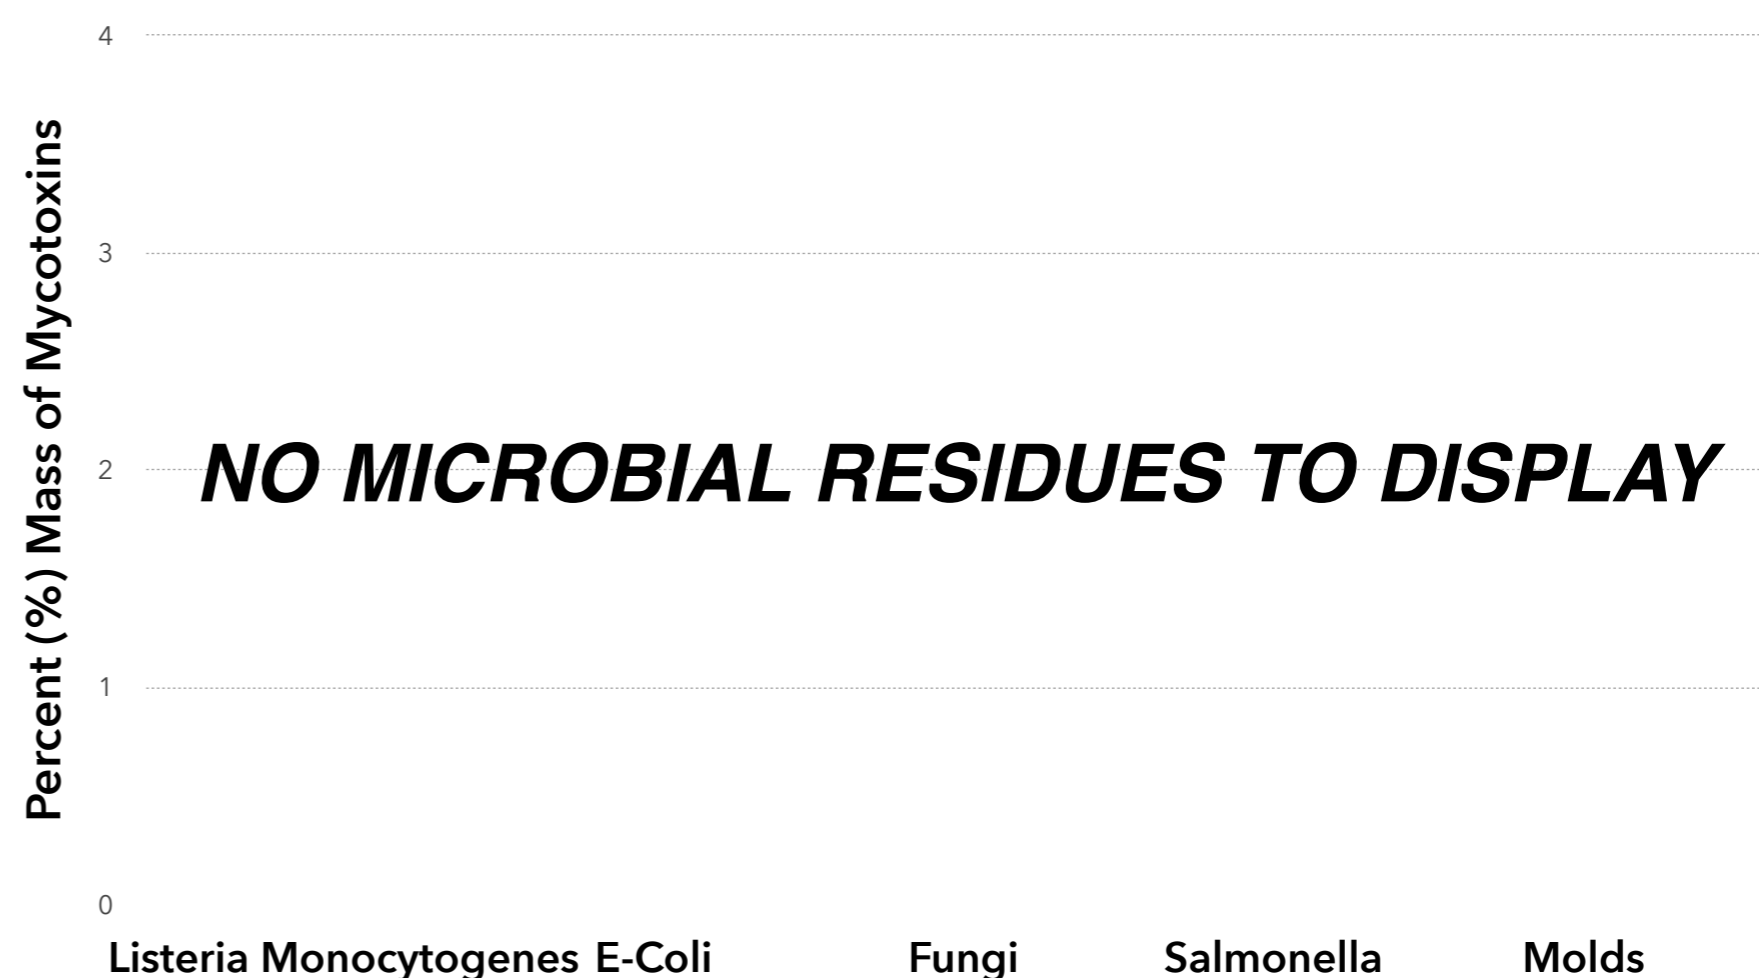 4
3
2
1
0
Percent (%) Mass of Mycotoxins
NO MICROBIAL RESIDUES TO DISPLAY
Listeria Monocytogenes E-Coli Fungi Salmonella Molds